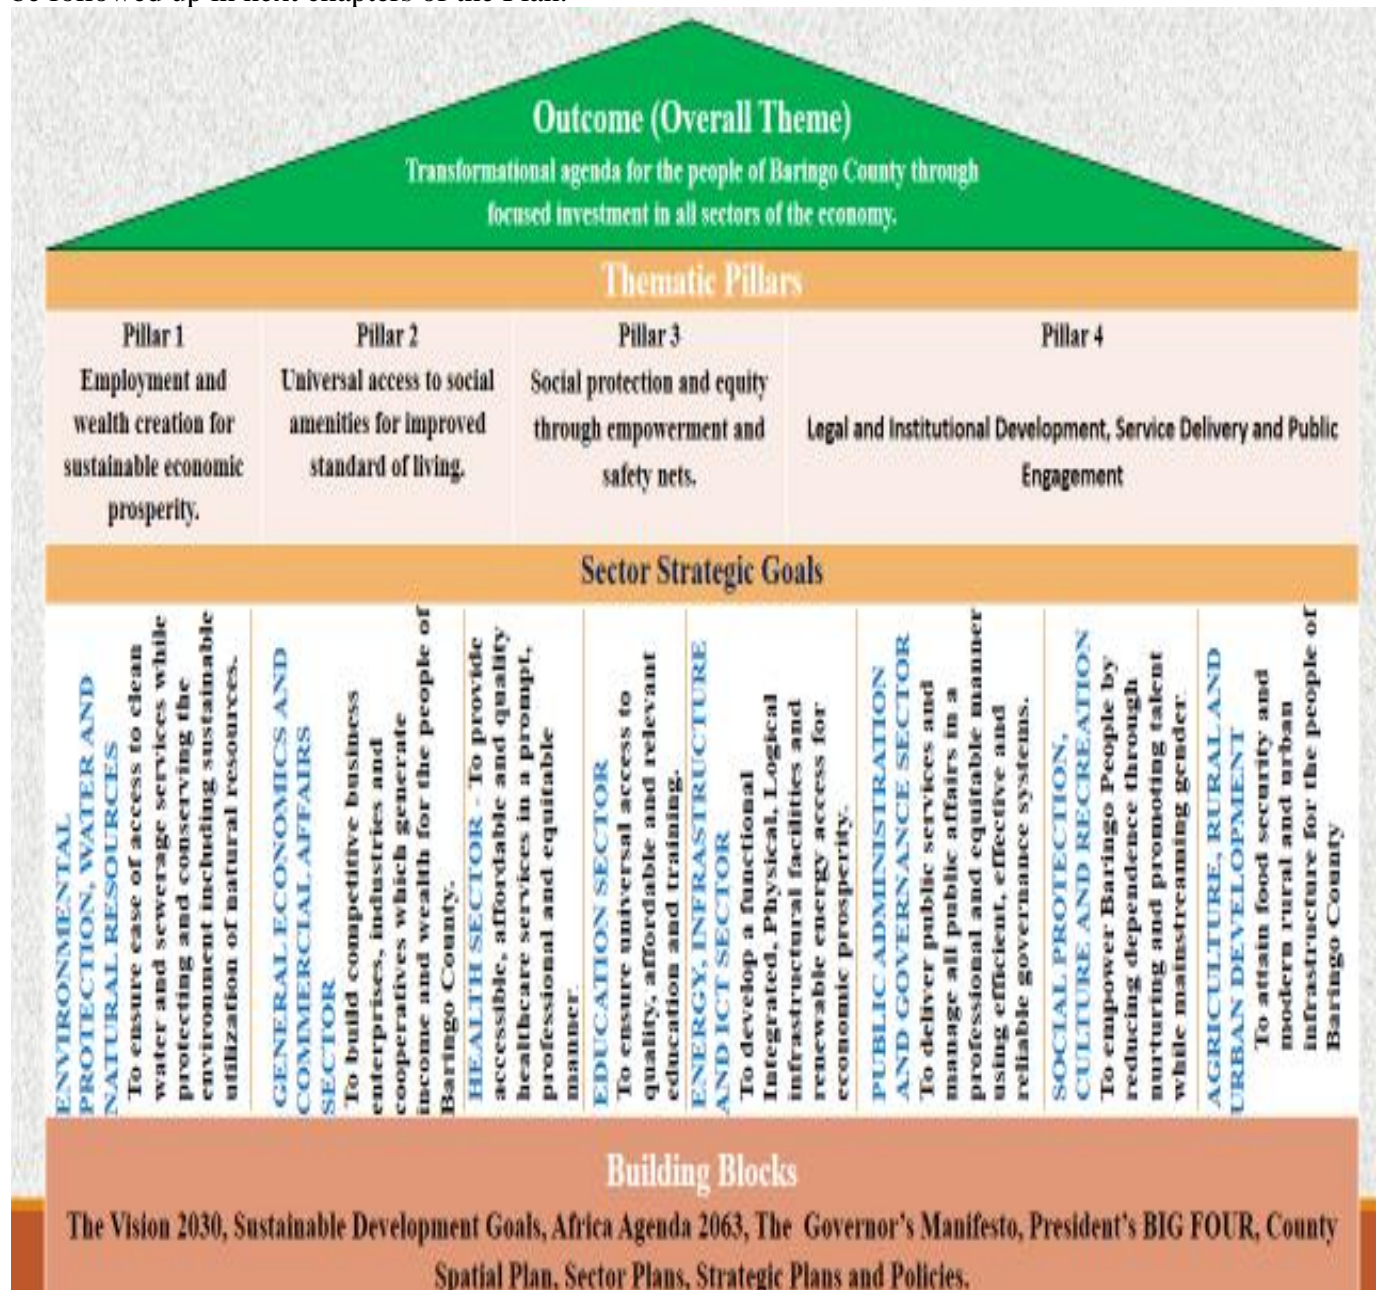 be followed up in next chapters of the Plan.
Outcome (Overall Theme)
Transformational agenda for the people of Baringo County through
focused investment in all sectors of the economy.
Thematic Pillars
Pillar 1
Employment and
wealth creation for
sustainable economic
prosperity.
Pillar 2
Universal access to social
amenities for improved
standard of living.
Pillar 3
Social protection and equity
through empowerment and
safety nets.
Pillar 4
Legal and Institutional Development, Service Delivery and Public
Engagement
Sector Strategic Goals
ENVIRONMENTAL
PROTECTION, WATER AND
NATURAL RESOURCES
To ensure ease of access to clean
water and sewerage services while
protecting and conserving the
environment including sustainable
utilization of natural resources.
GENERAL ECONOMICS AND
COMMERCIAL AFFAIRS
SECTOR
To build competitive business
enterprises, industries and
cooperatives which generate
income and wealth for the people of
Baringo County.
HEALTH SECTOR - To provide
accessible, affordable and quality
healthcare services in a prompt,
professional and equitable
manner.
EDUCATION SECTOR
To ensure universal access to
quality, affordable and relevant
education and training.
ENERGY, INFRASTRUCTURE
AND ICT SECTOR
To develop a functional
Integrated, Physical, Logical
infrastructural facilities and
renewable energy access for
economic prosperity.
PUBLIC ADMINISTRATION
AND GOVERNANCE SECTOR
To deliver public services and
manage all public affairs in a
professional and equitable manner
using efficient, effective and
reliable governance systems.
SOCIAL PROTECTION,
CULTURE AND RECREATION
To empower Baringo People by
reducing dependence through
nurturing and promoting talent
while mainstreaming gender.
AGRICULTURE, RURAL AND
URBAN DEVELOPMENT
To attain food security and
modern rural and urban
infrastructure for the people of
Baringo County
Building Blocks
The Vision 2030, Sustainable Development Goals, Africa Agenda 2063, The Governor's Manifesto, President's BIG FOUR, County
Spatial Plan, Sector Plans, Strategic Plans and Policies.